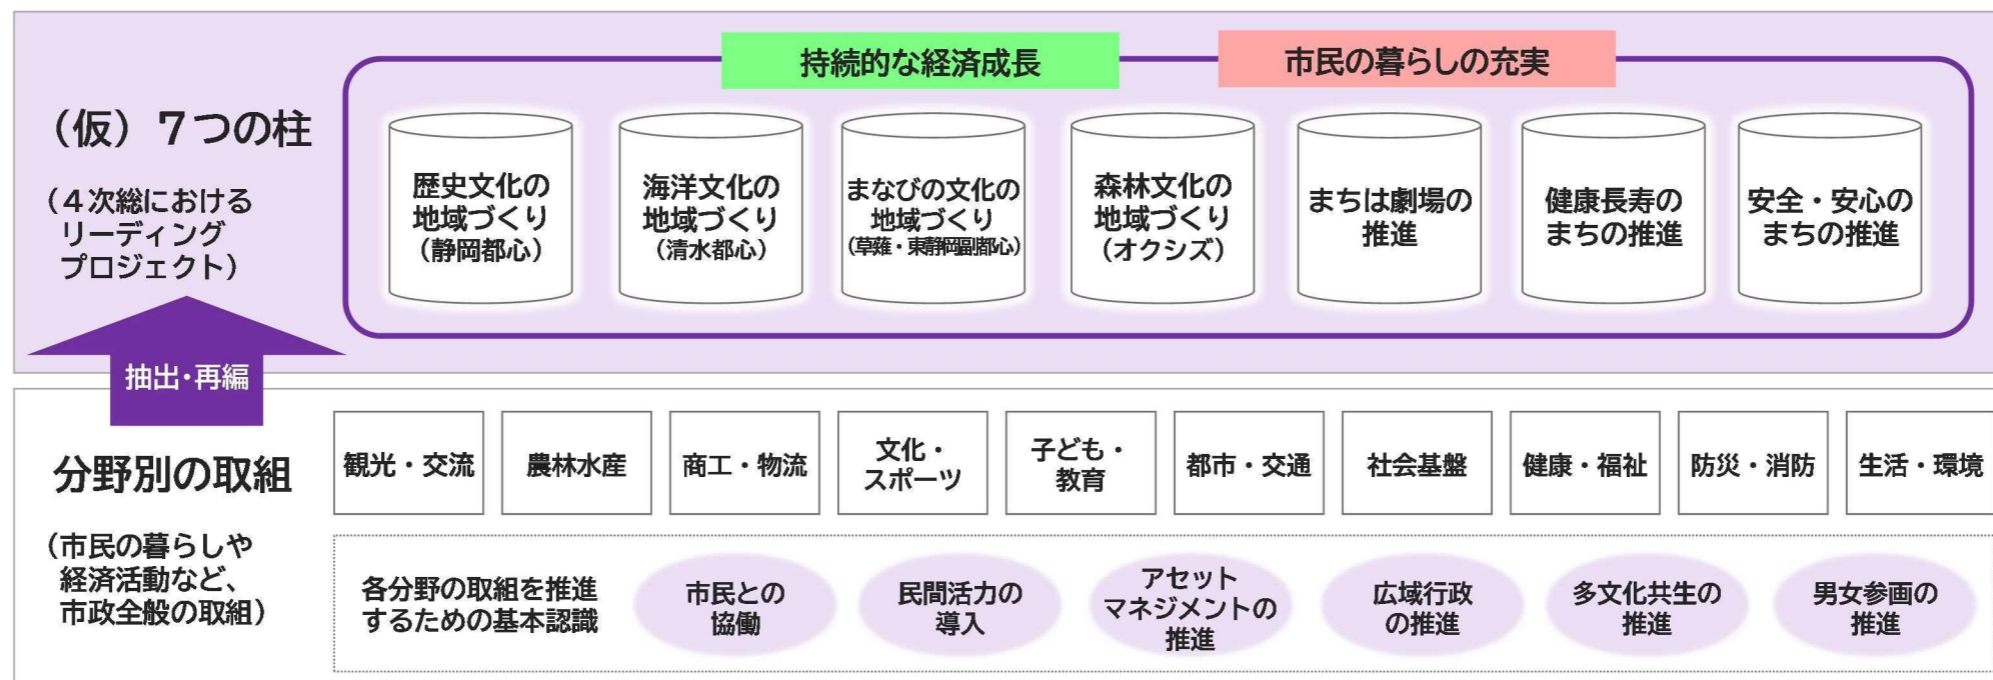 持続的な経済成長
市民の暮らしの充実
（仮）７つの柱
（４次総における
リーディング
プロジェクト）
歴史文化の
地域づくり
（静岡都心）
海洋文化の
地域づくり
（清水都心）
まなびの文化の
地域づくり
（草薙・東静岡副都心）
森林文化の
地域づくり
（オクシズ）
まちは劇場の
推進
健康長寿の
まちの推進
安全・安心の
まちの推進
抽出・再編
分野別の取組
（市民の暮らしや
経済活動など、
市政全般の取組）
観光・交流
農林水産
商工・物流
文化・
スポーツ
子ども・
教育
都市・交通
社会基盤
健康・福祉
防災・消防
生活・環境
各分野の取組を推進
するための基本認識
市民との
協働
民間活力の
導入
アセット
マネジメントの
推進
広域行政
の推進
多文化共生の
推進
男女参画の
推進